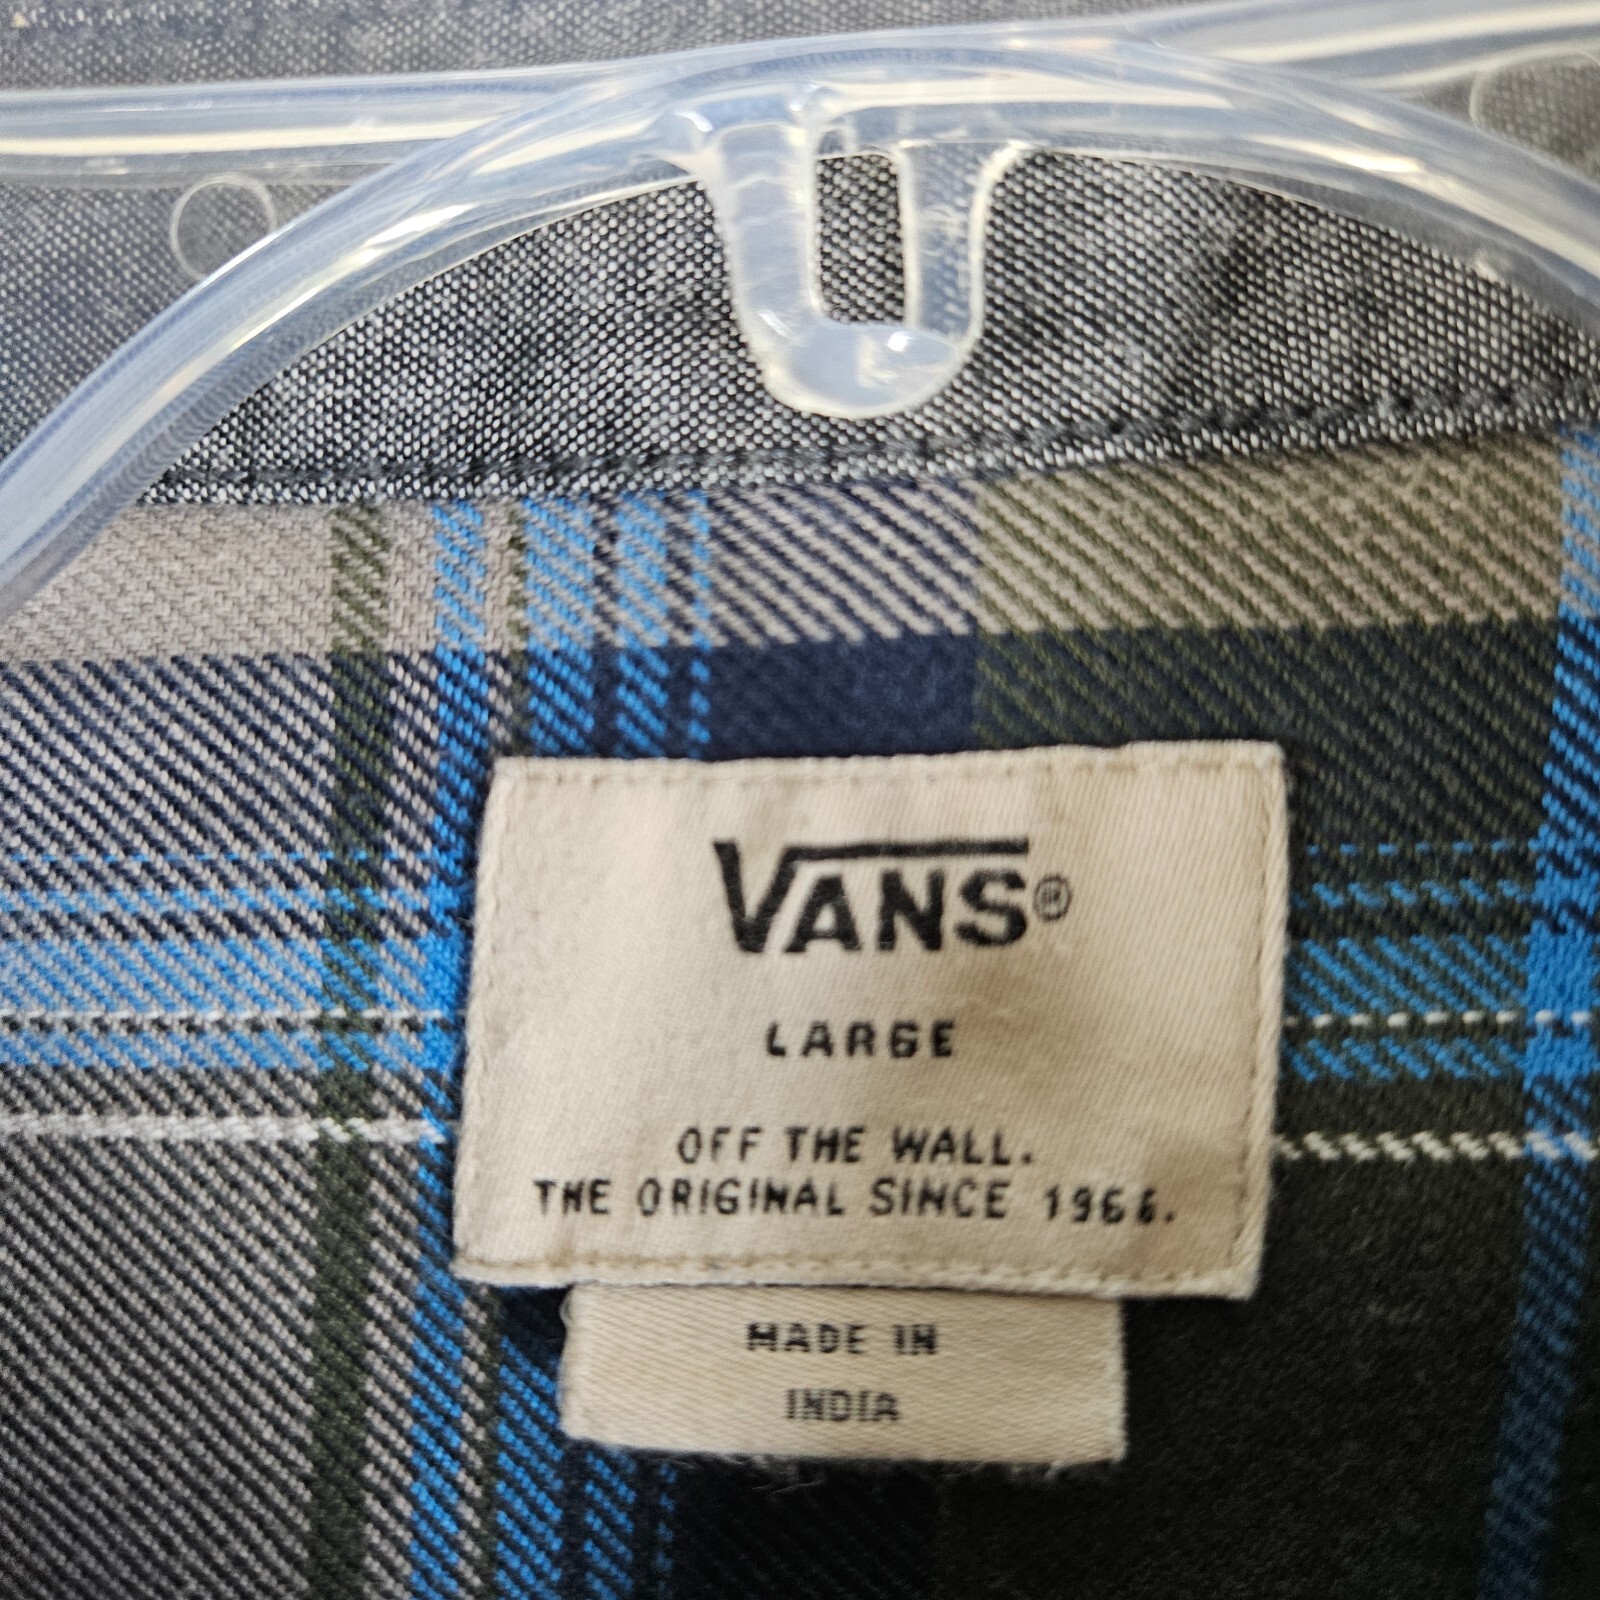 VANS®
LARGE
OFF THE WALL.
THE ORIGINAL SINCE 1966.
MADE IN
INDIA